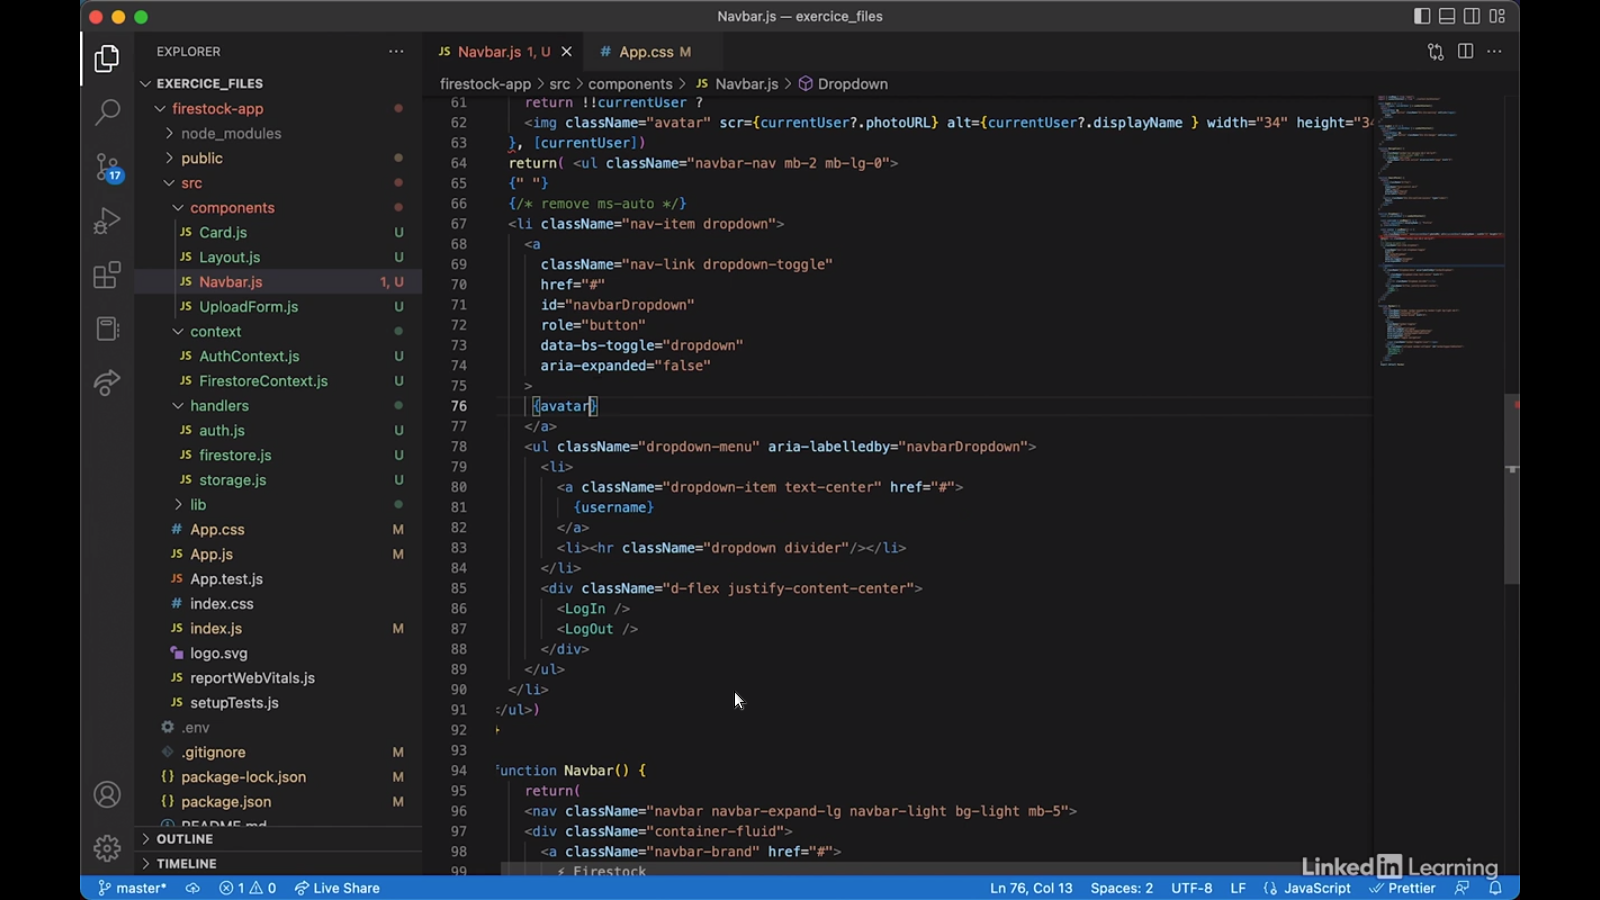 Navbar.js — exercice_files
EXPLORER
EXERCICE_FILES
firestock-app
node_modules
public
src
components
JS Card.js U
JS Layout.js U
JS Navbar.js 1, U
JS UploadForm.js U
context
JS AuthContext.js U
JS FirestoreContext.js U
handlers
JS auth.js U
JS firestore.js U
JS storage.js U
lib
# App.css M
JS App.js M
JS App.test.js
# index.css
JS index.js M
logo.svg
JS reportWebVitals.js
JS setupTests.js
.env
.gitignore M
{} package-lock.json M
{} package.json M
README.md
OUTLINE
TIMELINE
17
JS Navbar.js 1, U
# App.css M
firestock-app > src > components > JS Navbar.js > Dropdown
61 return !!currentUser ?
62 <img className="avatar" scr={currentUser?.photoURL} alt={currentUser?.displayName } width="34" height="34
63 }, [currentUser])
64 return( <ul className="navbar-nav mb-2 mb-lg-0">
65 {" "}
66 {/* remove ms-auto */}
67 <li className="nav-item dropdown">
68 <a
69 className="nav-link dropdown-toggle"
70 href="#"
71 id="navbarDropdown"
72 role="button"
73 data-bs-toggle="dropdown"
74 aria-expanded="false"
75 >
76 {avatar}
77 </a>
78 <ul className="dropdown-menu" aria-labelledby="navbarDropdown">
79 <li>
80 <a className="dropdown-item text-center" href="#">
81 {username}
82 </a>
83 <li><hr className="dropdown divider"/></li>
84 </li>
85 <div className="d-flex justify-content-center">
86 <LogIn />
87 <LogOut />
88 </div>
89 </ul>
90 </li>
91 </ul>)
92 }
93
94 function Navbar() {
95 return(
96 <nav className="navbar navbar-expand-lg navbar-light bg-light mb-5">
97 <div className="container-fluid">
98 <a className="navbar-brand" href="#">
99 ⚡ Firestock
LinkedIn Learning
master* 1 0 Live Share
Ln 76, Col 13 Spaces: 2 UTF-8 LF {} JavaScript Prettier